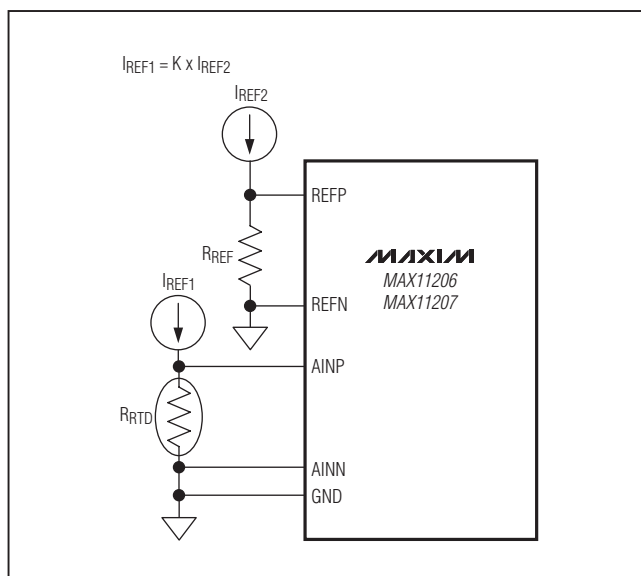 IREF1 = K x IREF2
IREF2
REFP
RREF
MAXIM
MAX11206
MAX11207
IREF1
REFN
AINP
RRTD
AINN
GND